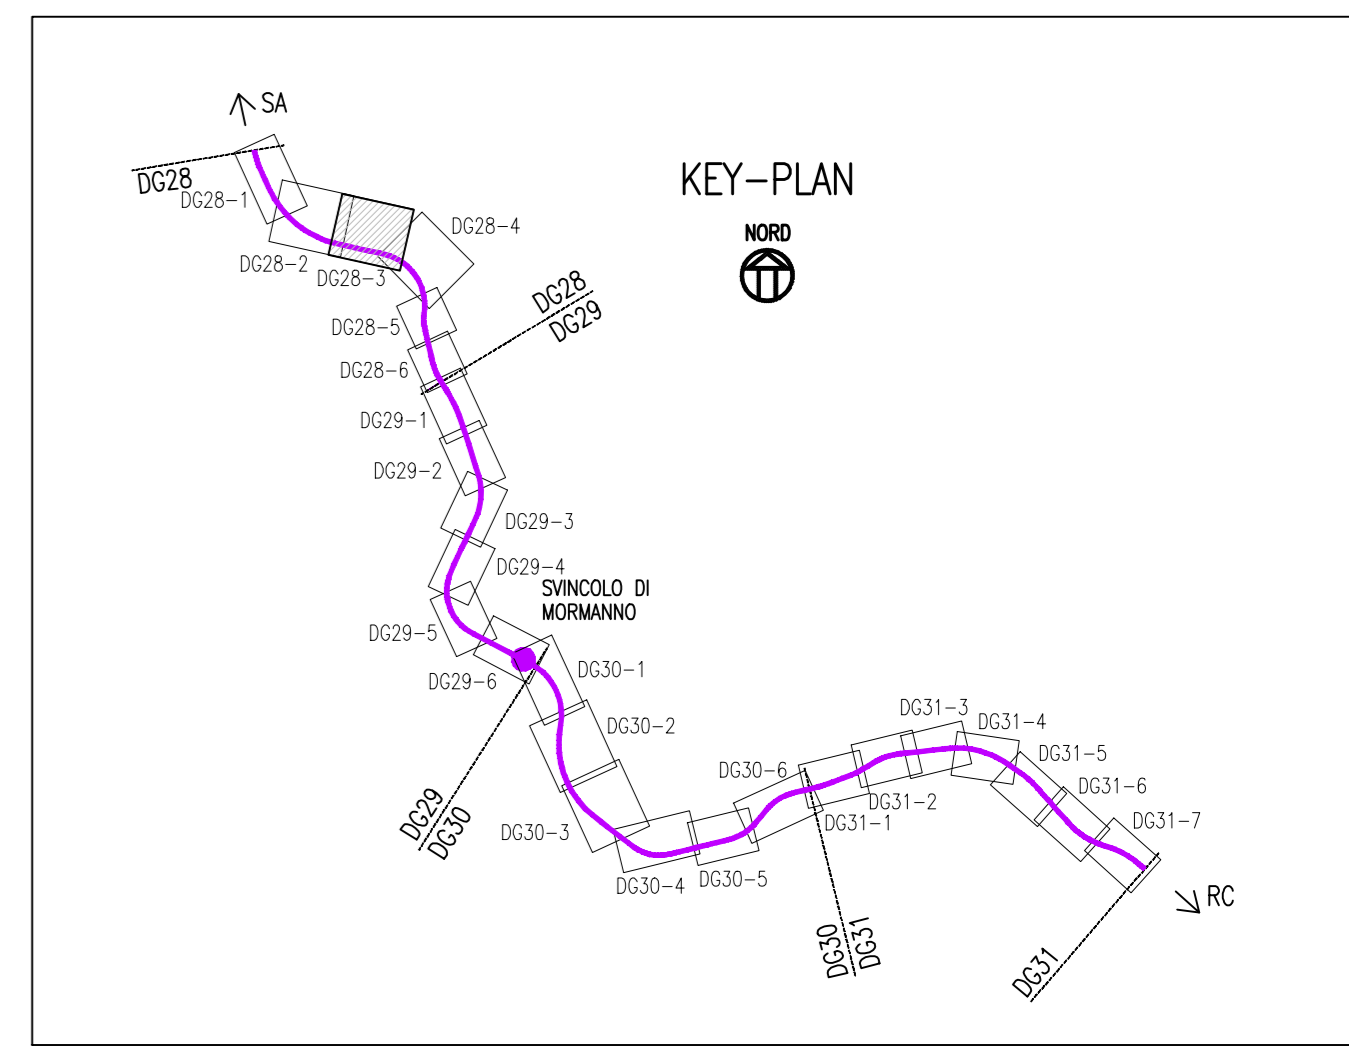 SA
DG28
DG28-1
KEY-PLAN
NORD
DG28-2
DG28-3
DG28-4
DG28
DG29
DG28-5
DG28-6
DG29-1
DG29-2
DG29-3
DG29-4
SVINCOLO DI
MORMANNO
DG29-5
DG29-6
DG30-1
DG30-2
DG29
DG30
DG30-3
DG30-4
DG30-5
DG30-6
DG31-1
DG31-2
DG31-3
DG31-4
DG31-5
DG31-6
DG31-7
RC
DG30
DG31
DG31